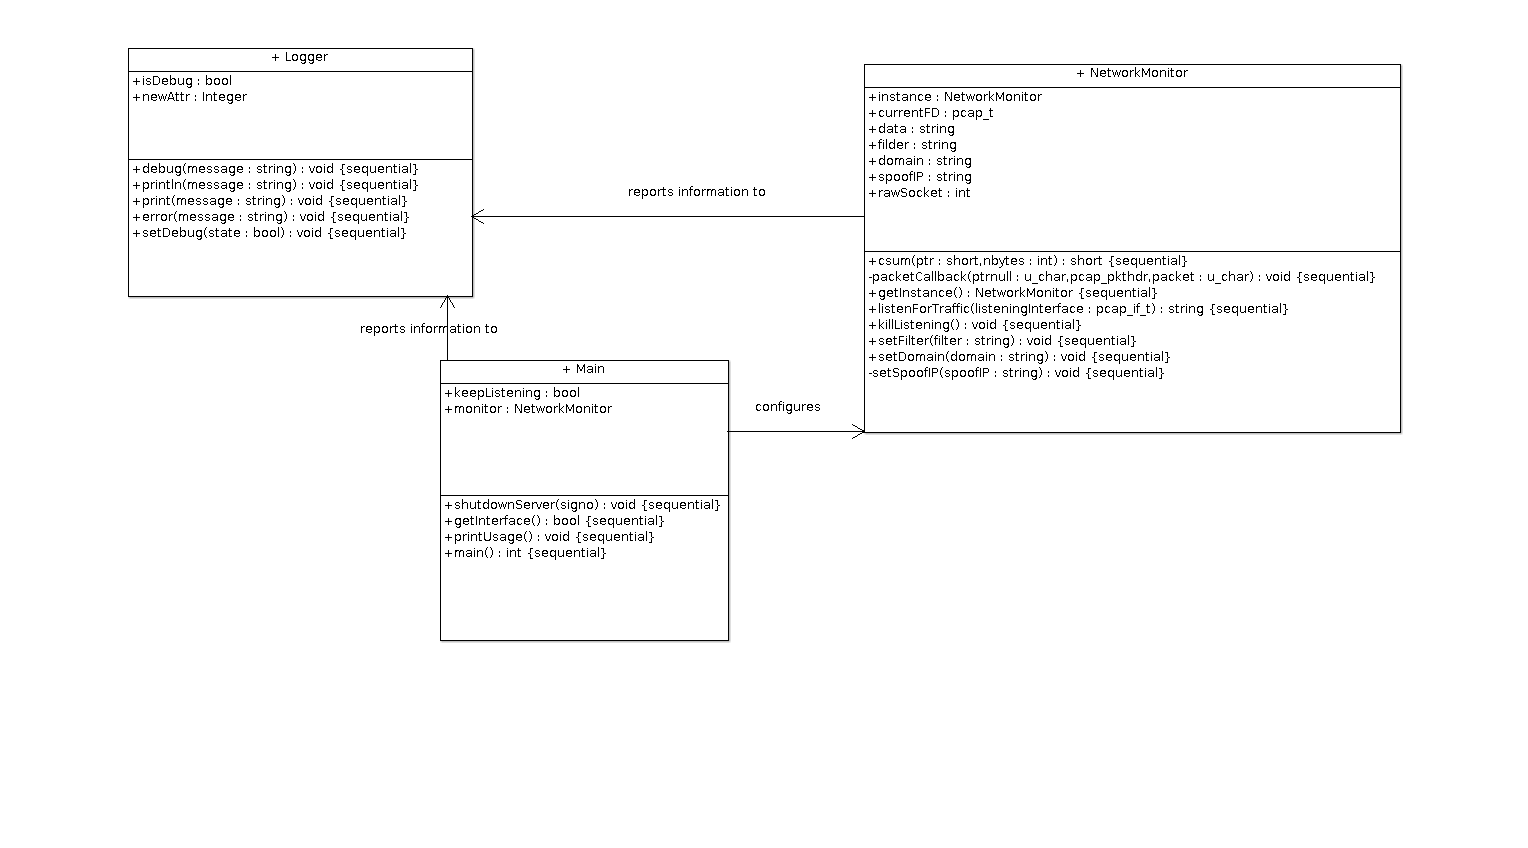 + Logger
+isDebug : bool
+newAttr : Integer
+debug(message : string) : void {sequential}
+println(message : string) : void {sequential}
+print(message : string) : void {sequential}
+error(message : string) : void {sequential}
+setDebug(state : bool) : void {sequential}
reports information to
+ NetworkMonitor
+instance : NetworkMonitor
+currentFD : pcap_t
+data : string
+filder : string
+domain : string
+spoofIP : string
+rawSocket : int
+csum(ptr : short,nbytes : int) : short {sequential}
-packetCallback(ptrnull : u_char,pcap_pkthdr,packet : u_char) : void {sequential}
+getInstance() : NetworkMonitor {sequential}
+listenForTraffic(listeningInterface : pcap_if_t) : string {sequential}
+killListening() : void {sequential}
+setFilter(filter : string) : void {sequential}
+setDomain(domain : string) : void {sequential}
-setSpoofIP(spoofIP : string) : void {sequential}
reports information to
+ Main
+keepListening : bool
+monitor : NetworkMonitor
+shutdownServer(signo) : void {sequential}
+getInterface() : bool {sequential}
+printUsage() : void {sequential}
+main() : int {sequential}
configures